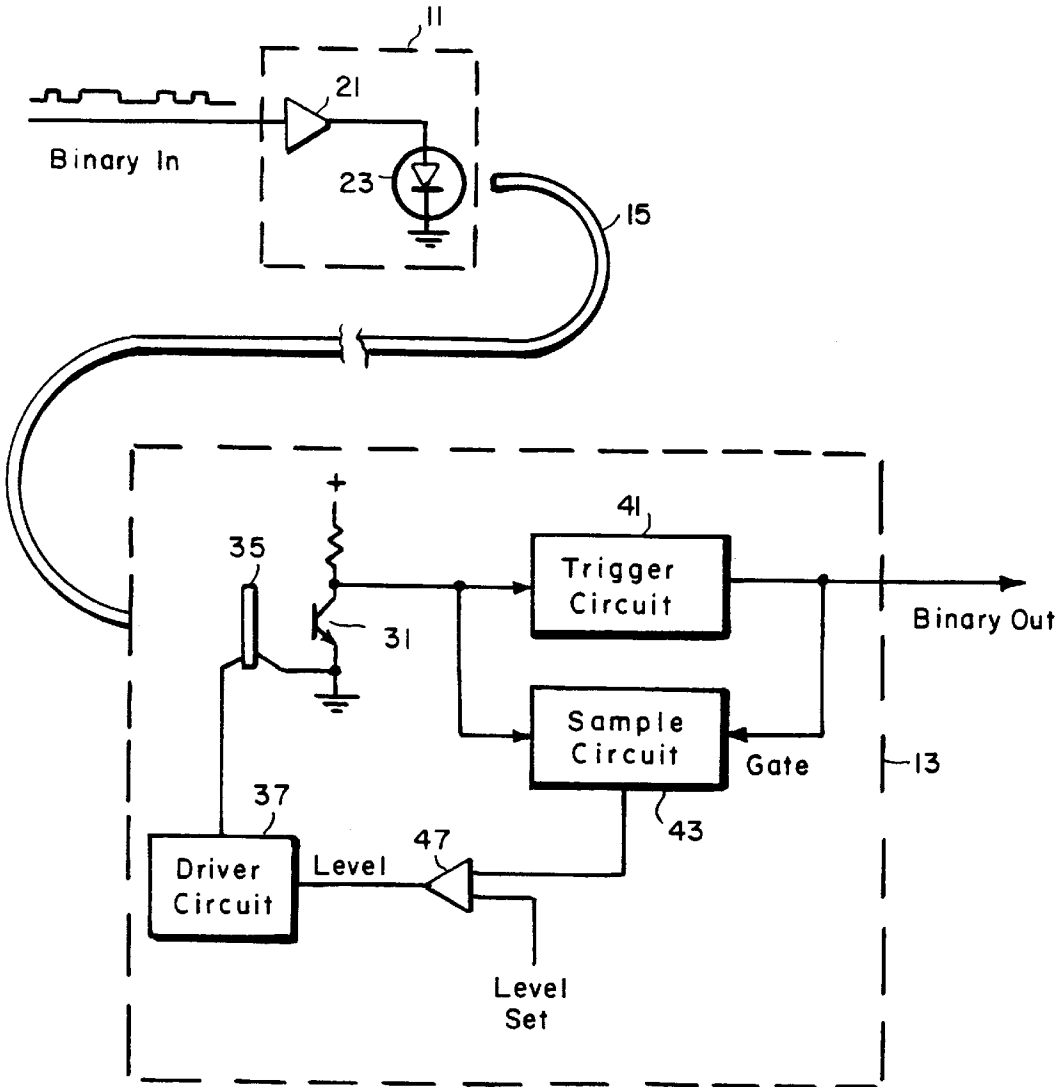 11
21
Binary In
23
15
+
41
35
Trigger
Circuit
31
Binary Out
Sample
Circuit
Gate
13
37
43
47
Driver
Circuit
Level
Level
Set